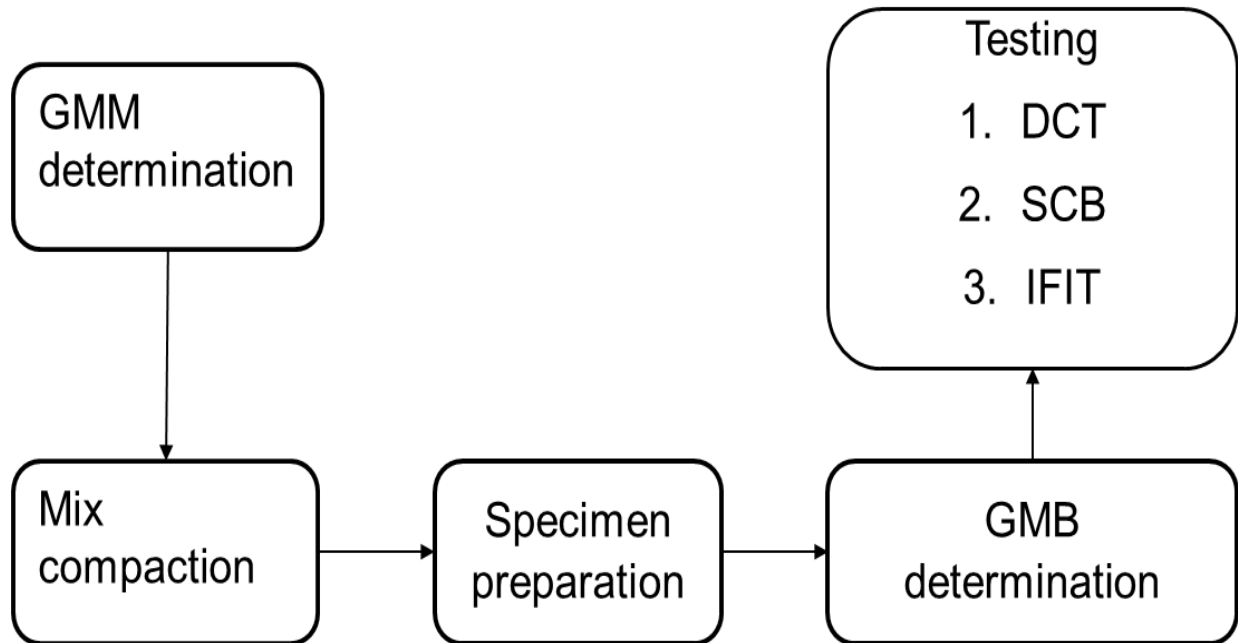 GMM
determination
Mix
compaction
Specimen
preparation
GMB
determination
Testing
1. DCT
2. SCB
3. IFIT